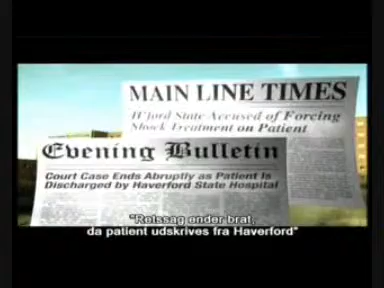 MAIN LINE TIMES
H'ford State Accused of Forcing
Shock Treatment on Patient
Evening Bulletin
Court Case Ends Abruptly as Patient Is
Discharged by Haverford State Hospital
"Retssag ender brat,
da patient udskrives fra Haverford"